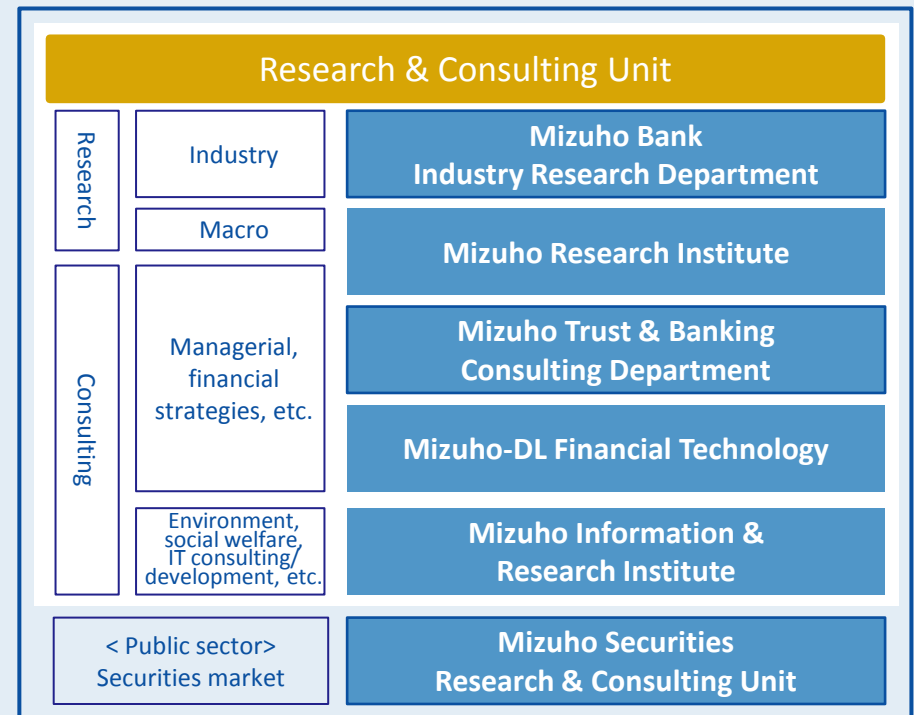 Research & Consulting Unit
Research
Industry
Mizuho Bank
Industry Research Department
Macro
Mizuho Research Institute
Consulting
Managerial,
financial
strategies, etc.
Mizuho Trust & Banking
Consulting Department
Mizuho-DL Financial Technology
Environment,
social welfare,
IT consulting/
development, etc.
Mizuho Information &
Research Institute
< Public sector>
Securities market
Mizuho Securities
Research & Consulting Unit